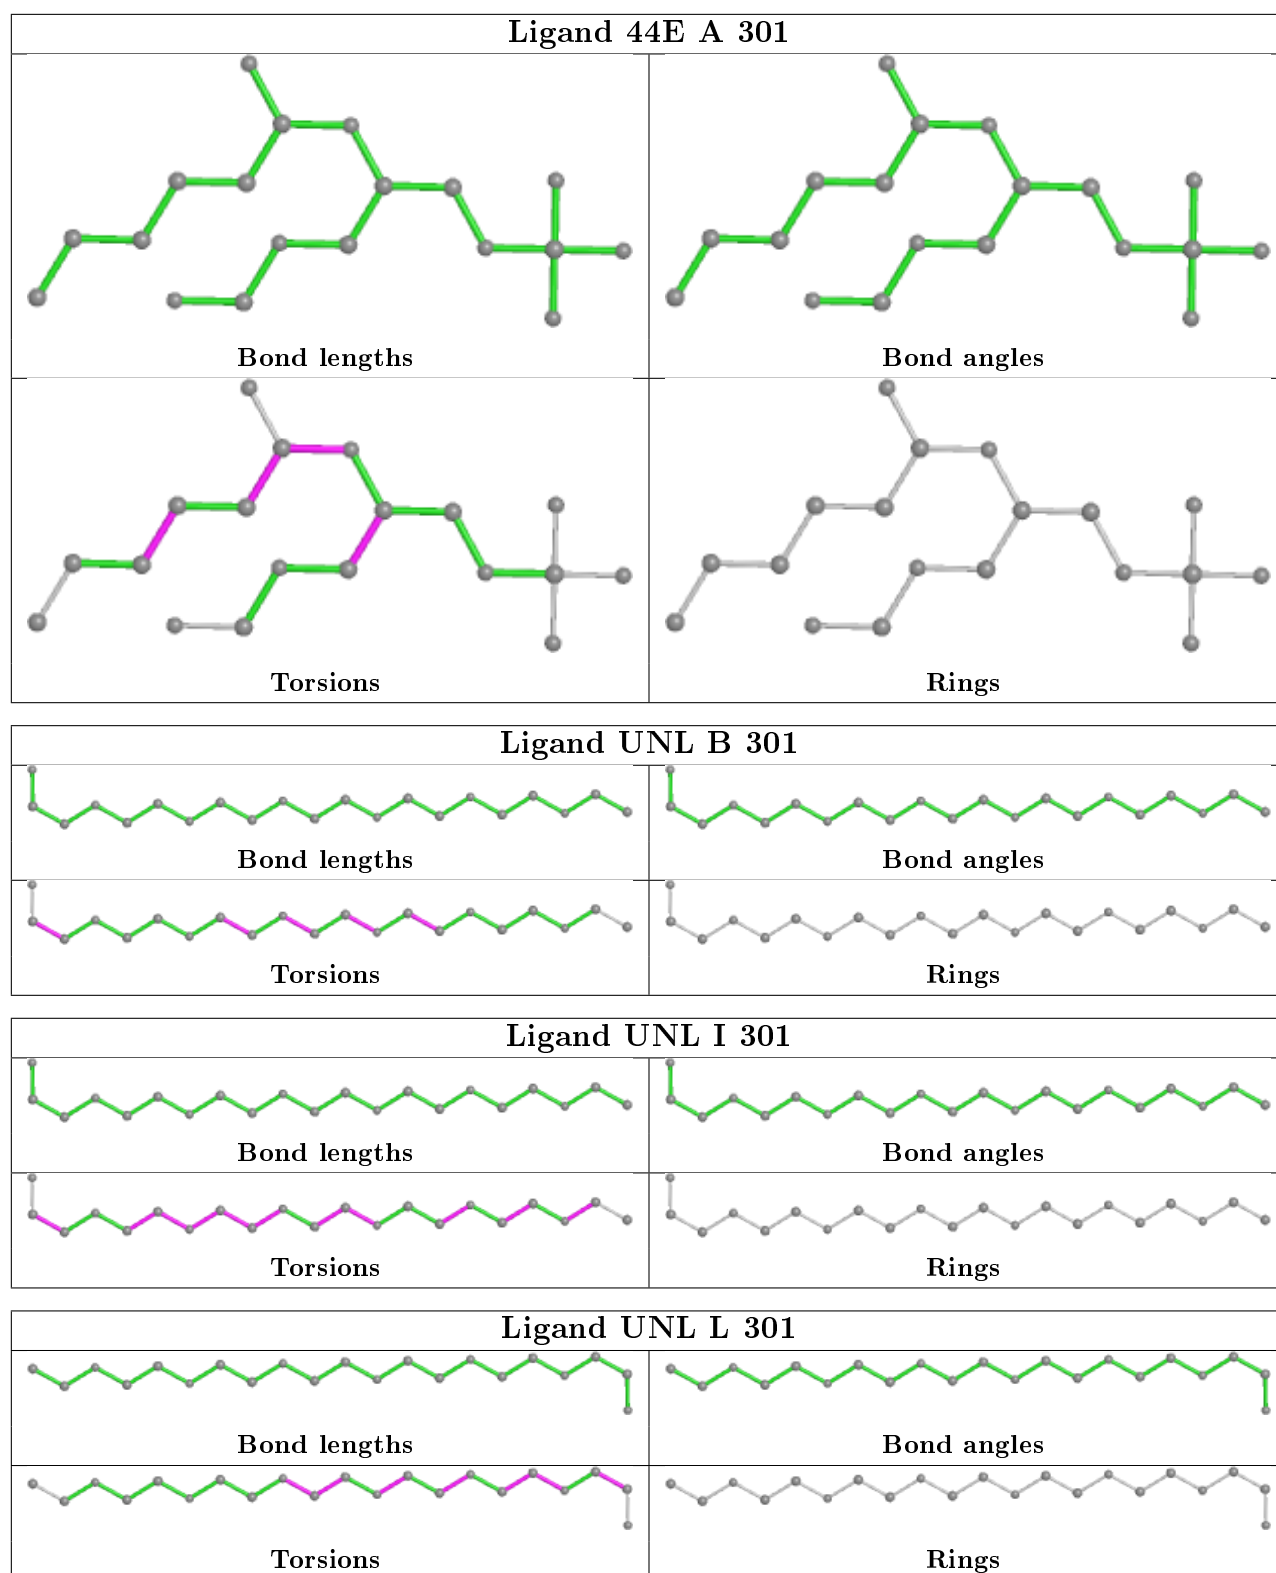 Ligand 44E A 301
Bond lengths
Bond angles
Torsions
Rings
Ligand UNL B 301
Bond lengths
Bond angles
Torsions
Rings
Ligand UNL I 301
Bond lengths
Bond angles
Torsions
Rings
Ligand UNL L 301
Bond lengths
Bond angles
Torsions
Rings